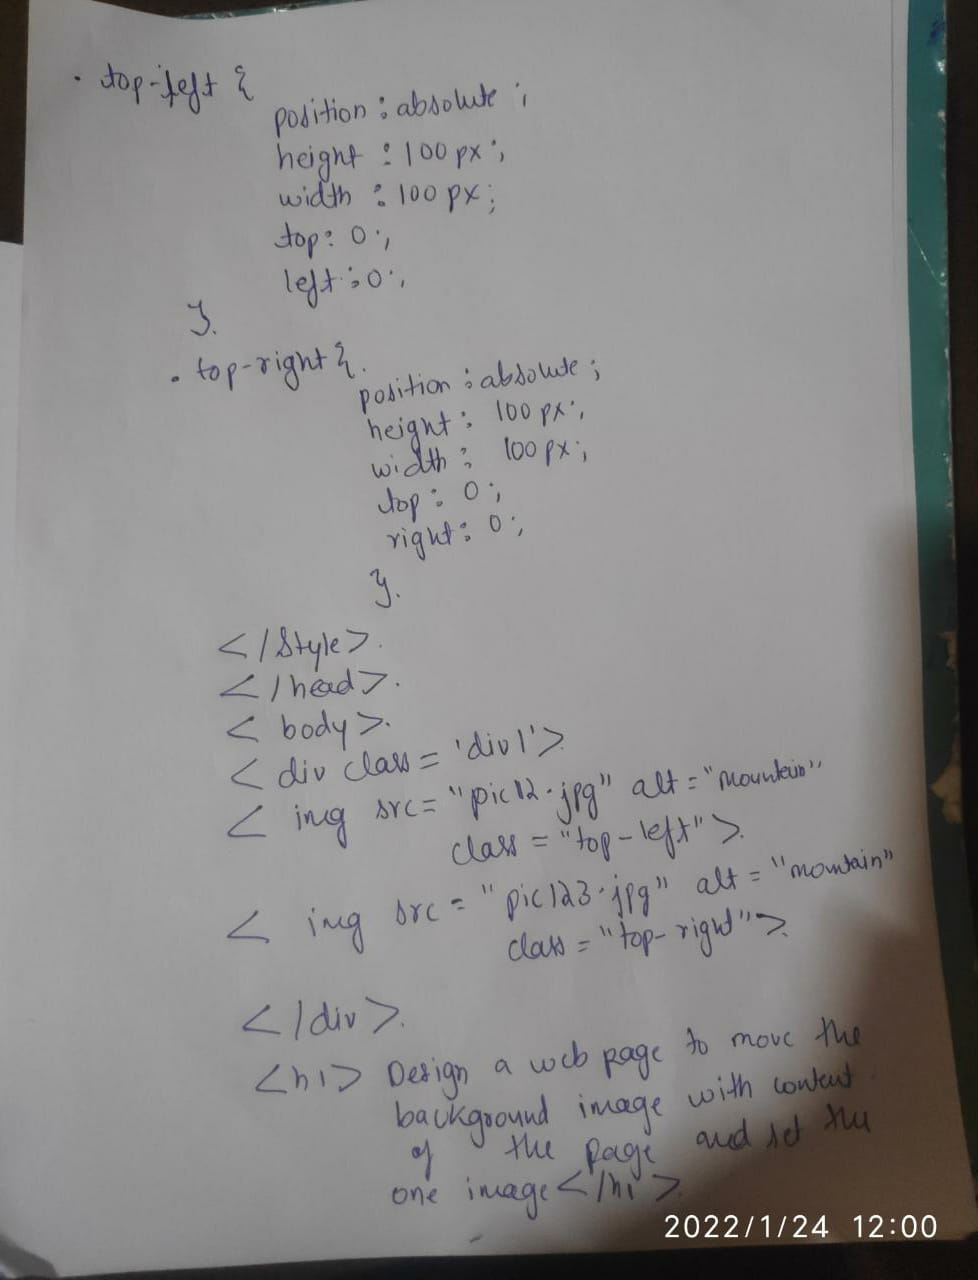 . top-left {
position : absolute ;
height : 100 px ;
width : 100 px ;
top : 0 ;
left : 0 ;
}.
. top-right {.
position : absolute ;
height : 100 px ;
width : 100 px ;
top : 0 ;
right : 0 ;
}.
</ style >.
</ head >.
< body >.
< div class = 'div1'>
< img src = "pic12.jpg" alt = "mountain"
class = "top-left" >.
< img src = "pic123.jpg" alt = "mountain"
class = "top-right" >.
</div >.
<h1> Design a web page to move the
background image with content
of the page and set the
one image </h1 >.
2022/1/24 12:00